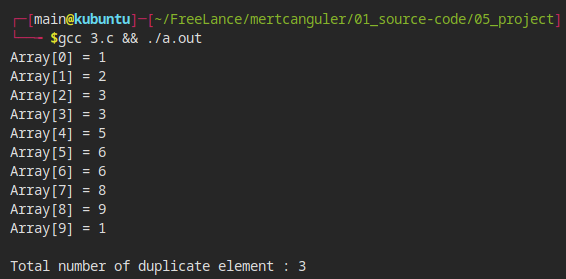 ┌─[main@kubuntu]─[~/FreeLance/mertcanguler/01_source-code/05_project]
└──╼ $gcc 3.c && ./a.out
Array[0] = 1
Array[1] = 2
Array[2] = 3
Array[3] = 3
Array[4] = 5
Array[5] = 6
Array[6] = 6
Array[7] = 8
Array[8] = 9
Array[9] = 1
Total number of duplicate element : 3